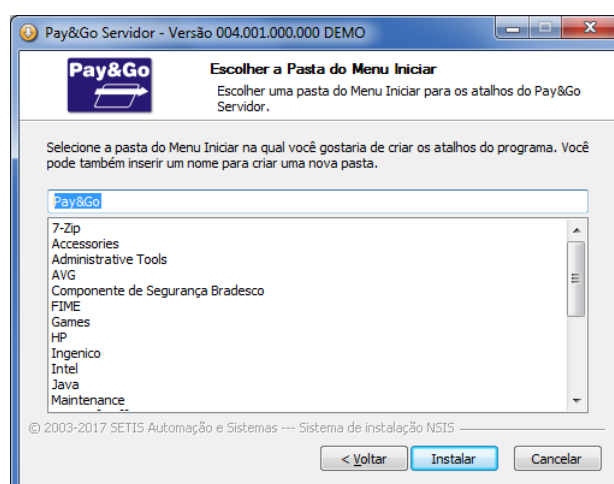 Pay&Go Servidor - Versão 004.001.000.000 DEMO
Pay&Go
Escolher a Pasta do Menu Iniciar
Escolher uma pasta do Menu Iniciar para os atalhos do Pay&Go
Servidor.
Selecione a pasta do Menu Iniciar na qual você gostaria de criar os atalhos do programa. Você
pode também inserir um nome para criar uma nova pasta.
Pay&Go
7-Zip
Accessories
Administrative Tools
AVG
Componente de Segurança Bradesco
FIME
Games
HP
Ingenico
Intel
Java
Maintenance
© 2003-2017 SETIS Automação e Sistemas --- Sistema de instalação NSIS
< Voltar
Instalar
Cancelar